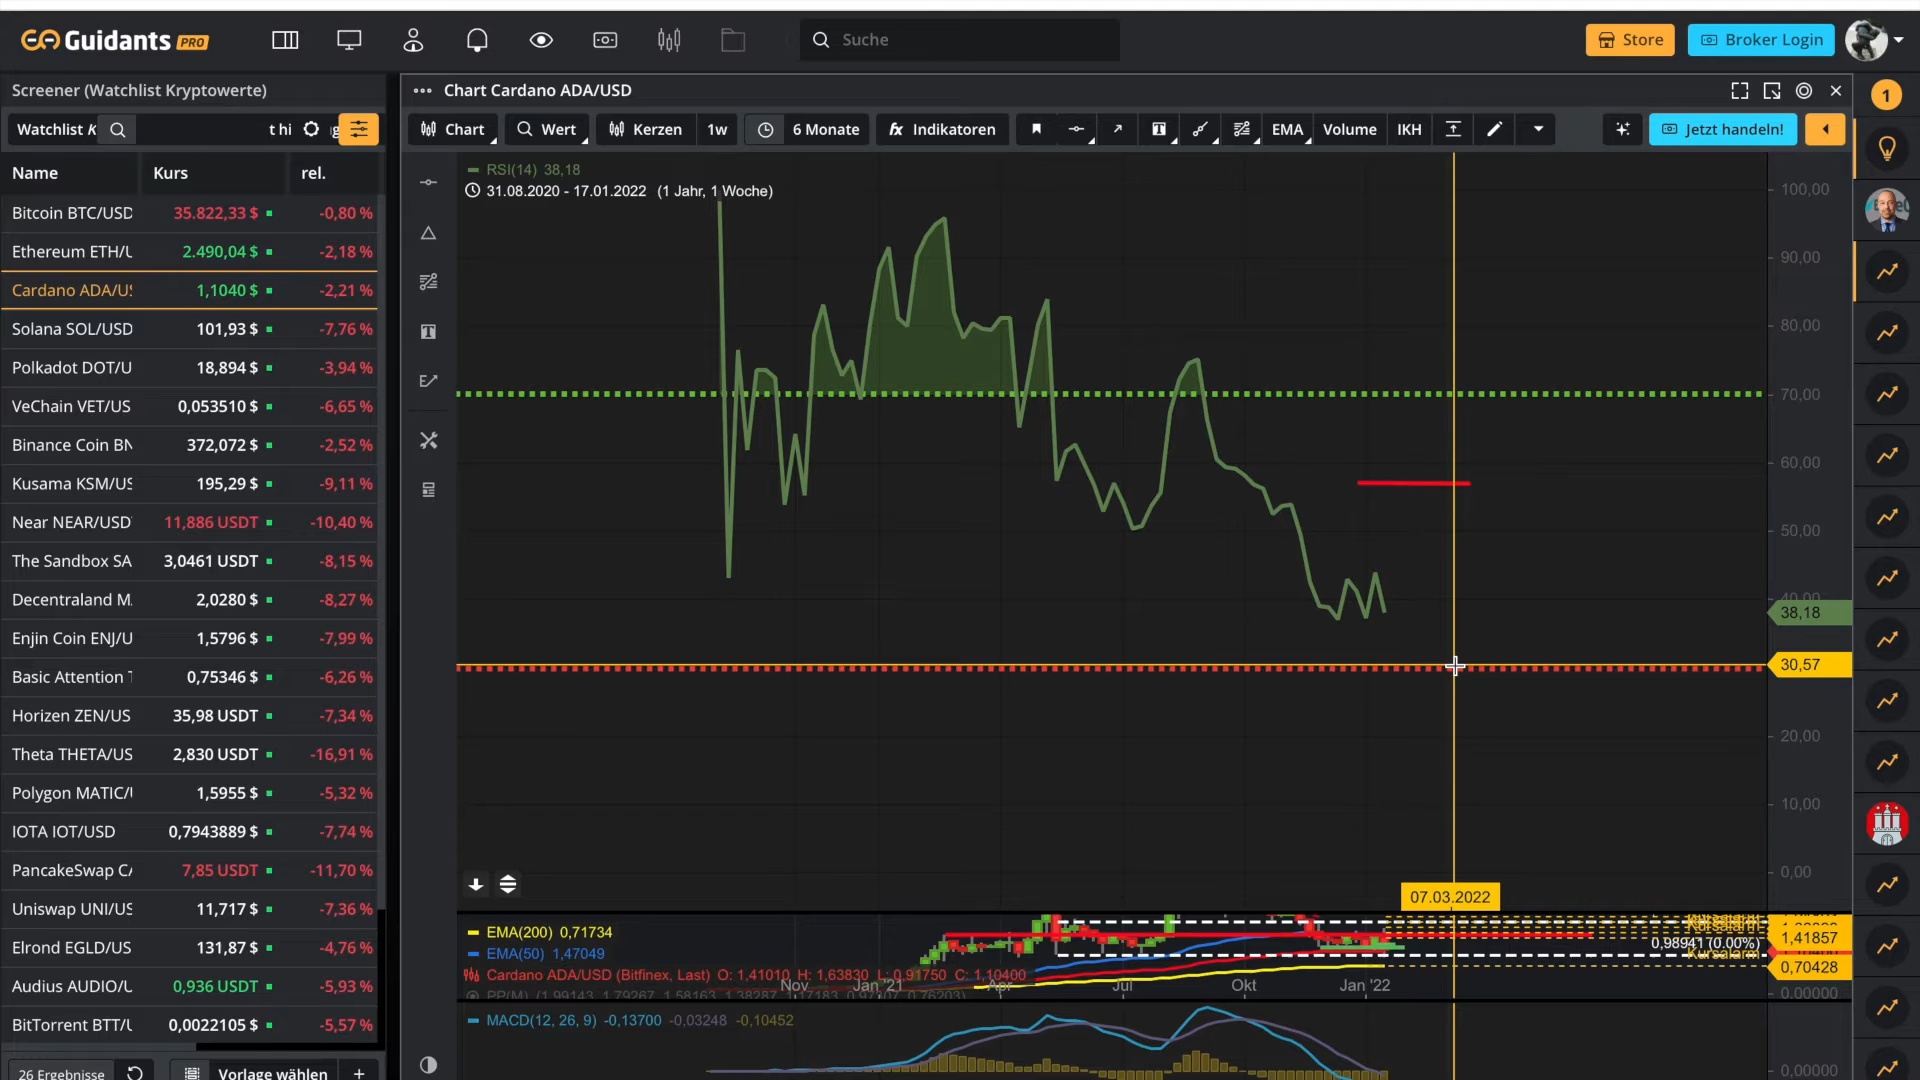 Guidants PRO
Suche
Store
Broker Login
Screener (Watchlist Kryptowerte)
Chart Cardano ADA/USD
1
Watchlist K
t hi
Chart
Wert
Kerzen
1w
6 Monate
fx Indikatoren
EMA
Volume
IKH
Jetzt handeln!
Name Kurs rel.
Bitcoin BTC/USD 35.822,33 $ -0,80 %
Ethereum ETH/U 2.490,04 $ -2,18 %
Cardano ADA/US 1,1040 $ -2,21 %
Solana SOL/USD 101,93 $ -7,76 %
Polkadot DOT/U 18,894 $ -3,94 %
VeChain VET/US 0,053510 $ -6,65 %
Binance Coin BN 372,072 $ -2,52 %
Kusama KSM/US 195,29 $ -9,11 %
Near NEAR/USD 11,886 USDT -10,40 %
The Sandbox SA 3,0461 USDT -8,15 %
Decentraland M. 2,0280 $ -8,27 %
Enjin Coin ENJ/U 1,5796 $ -7,99 %
Basic Attention T 0,75346 $ -6,26 %
Horizen ZEN/US 35,98 USDT -7,34 %
Theta THETA/US 2,830 USDT -16,91 %
Polygon MATIC/U 1,5955 $ -5,32 %
IOTA IOT/USD 0,7943889 $ -7,74 %
PancakeSwap CA 7,85 USDT -11,70 %
Uniswap UNI/US 11,717 $ -7,36 %
Elrond EGLD/US 131,87 $ -4,76 %
Audius AUDIO/U 0,936 USDT -5,93 %
BitTorrent BTT/U 0,0022105 $ -5,57 %
26 Ergebnisse
Vorlage wählen +
RSI(14) 38,18
31.08.2020 - 17.01.2022 (1 Jahr, 1 Woche)
100,00
90,00
80,00
70,00
60,00
50,00
40,00
38,18
30,57
20,00
10,00
0,00
07.03.2022
EMA(200) 0,71734
EMA(50) 1,47049
Cardano ADA/USD (Bitfinex, Last) O: 1,41010 H: 1,63830 L: 0,91750 C: 1,10400
Kursalarm
0,98941 (0.00%)
Kursalarm
1,41857
0,70428
0.00000
Nov Jan '21 Apr Jul Okt Jan '22
MACD(12, 26, 9) -0,13700 -0,03248 -0,10452
0,00000